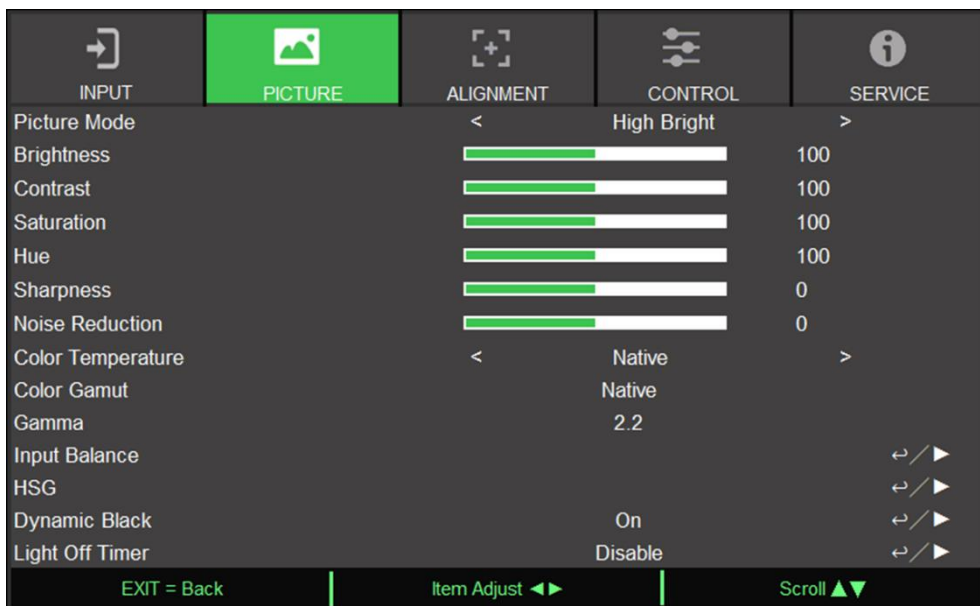 INPUT PICTURE ALIGNMENT CONTROL SERVICE
Picture Mode < High Bright >
Brightness 100
Contrast 100
Saturation 100
Hue 100
Sharpness 0
Noise Reduction 0
Color Temperature < Native >
Color Gamut Native
Gamma 2.2
Input Balance ↩/▶
HSG ↩/▶
Dynamic Black On ↩/▶
Light Off Timer Disable ↩/▶
EXIT = Back Item Adjust ◀▶ Scroll ▲▼